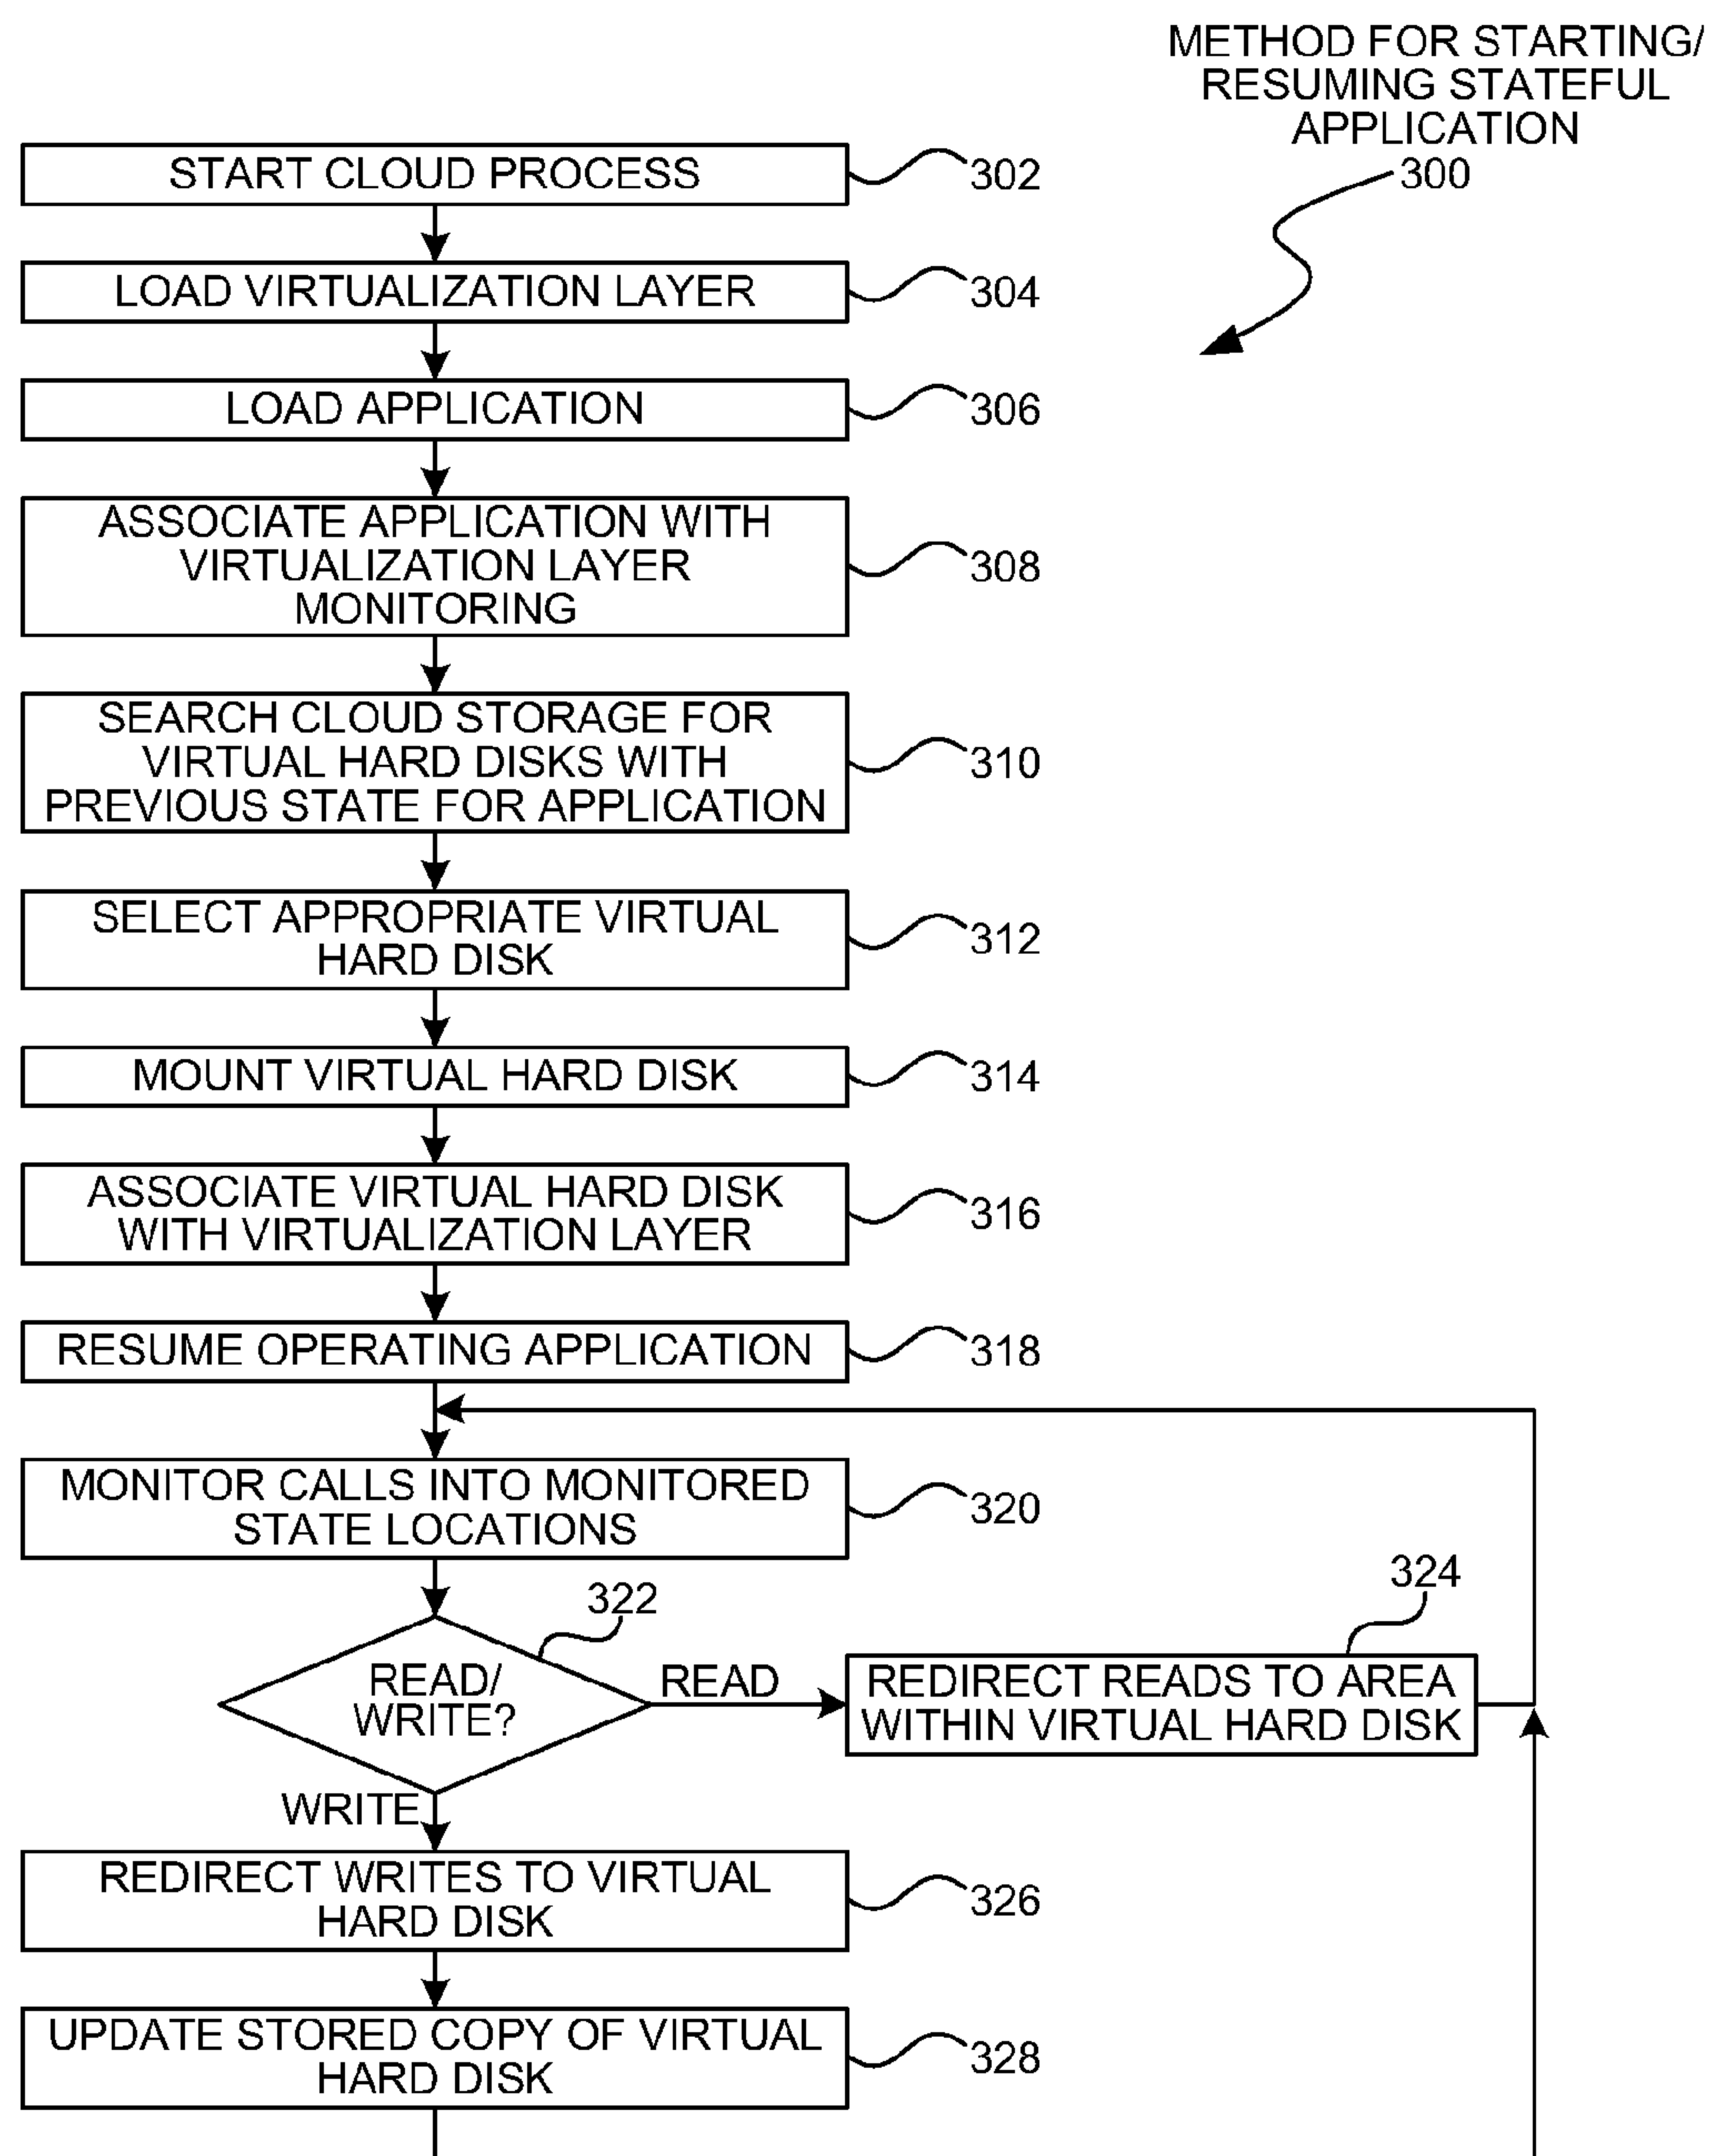 METHOD FOR STARTING/
RESUMING STATEFUL
APPLICATION
300
START CLOUD PROCESS
302
LOAD VIRTUALIZATION LAYER
304
LOAD APPLICATION
306
ASSOCIATE APPLICATION WITH
VIRTUALIZATION LAYER
MONITORING
308
SEARCH CLOUD STORAGE FOR
VIRTUAL HARD DISKS WITH
PREVIOUS STATE FOR APPLICATION
310
SELECT APPROPRIATE VIRTUAL
HARD DISK
312
MOUNT VIRTUAL HARD DISK
314
ASSOCIATE VIRTUAL HARD DISK
WITH VIRTUALIZATION LAYER
316
RESUME OPERATING APPLICATION
318
MONITOR CALLS INTO MONITORED
STATE LOCATIONS
320
322
READ/
WRITE?
READ
324
REDIRECT READS TO AREA
WITHIN VIRTUAL HARD DISK
WRITE
REDIRECT WRITES TO VIRTUAL
HARD DISK
326
UPDATE STORED COPY OF VIRTUAL
HARD DISK
328